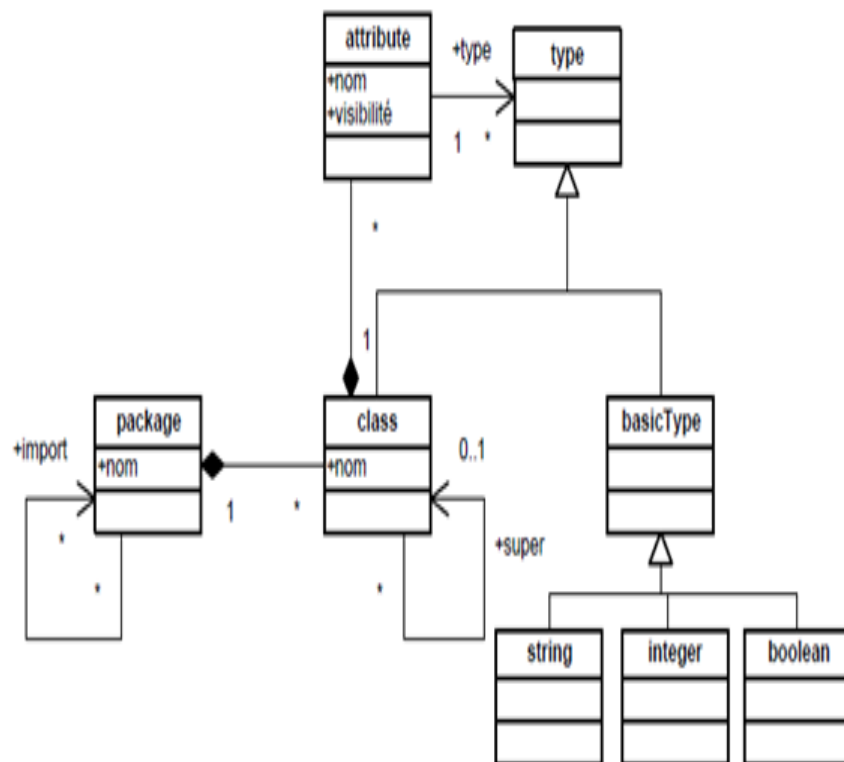 attribute
+nom
+visibilité
+type
type
1 *
*
1
package
+nom
+import
1
*
*
*
class
+nom
0..1
+super
*
basicType
string
integer
boolean